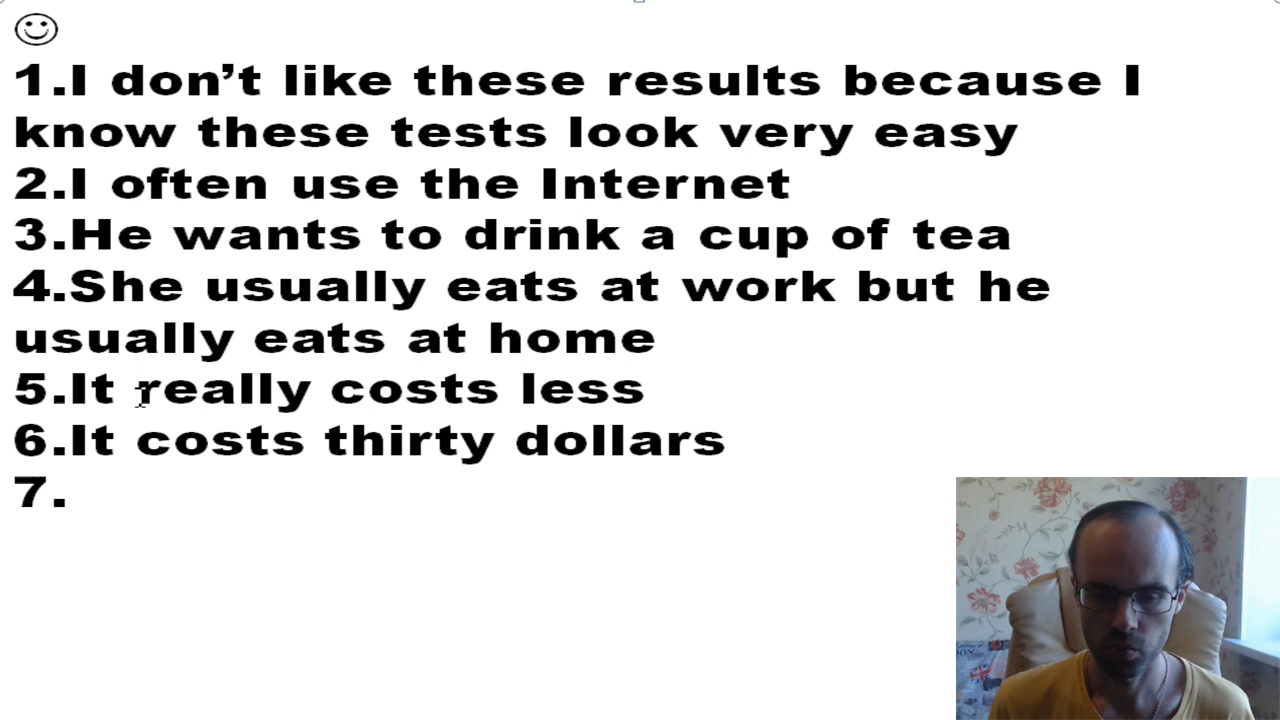 ☺
1.I don’t like these results because I
know these tests look very easy
2.I often use the Internet
3.He wants to drink a cup of tea
4.She usually eats at work but he
usually eats at home
5.It really costs less
6.It costs thirty dollars
7.